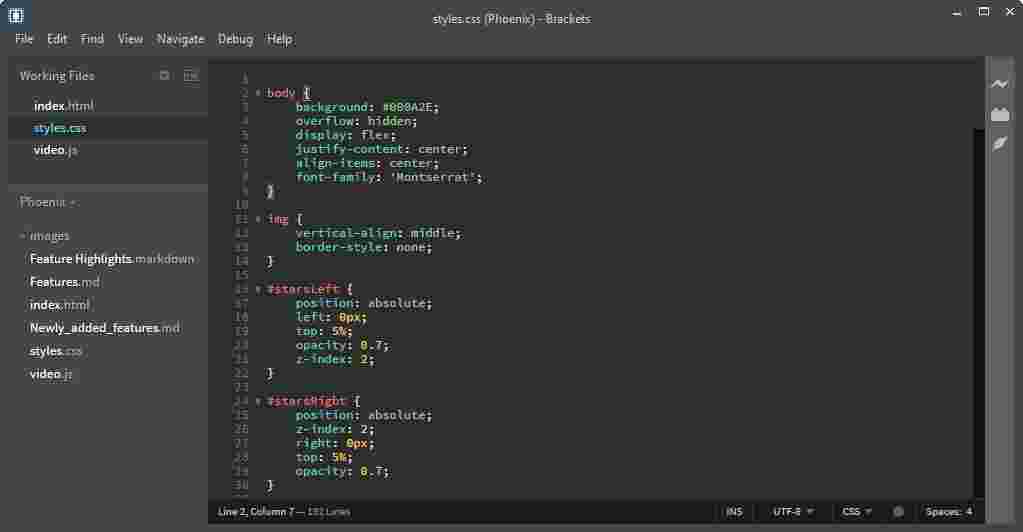 styles.css (Phoenix) - Brackets
File Edit Find View Navigate Debug Help
Working Files
index.html
styles.css
video.js
Phoenix
images
Feature Highlights.markdown
Features.md
index.html
Newly_added_features.md
styles.css
video.js
1
2 body {
3 background: #080A2E;
4 overflow: hidden;
5 display: flex;
6 justify-content: center;
7 align-items: center;
8 font-family: 'Montserrat';
9 }
10
11 img {
12 vertical-align: middle;
13 border-style: none;
14 }
15
16 #starsLeft {
17 position: absolute;
18 left: 0px;
19 top: 5%;
20 opacity: 0.7;
21 z-index: 2;
22 }
23
24 #starsRight {
25 position: absolute;
26 z-index: 2;
27 right: 0px;
28 top: 5%;
29 opacity: 0.7;
30 }
Line 2, Column 7 — 192 Lines INS UTF-8 CSS Spaces: 4